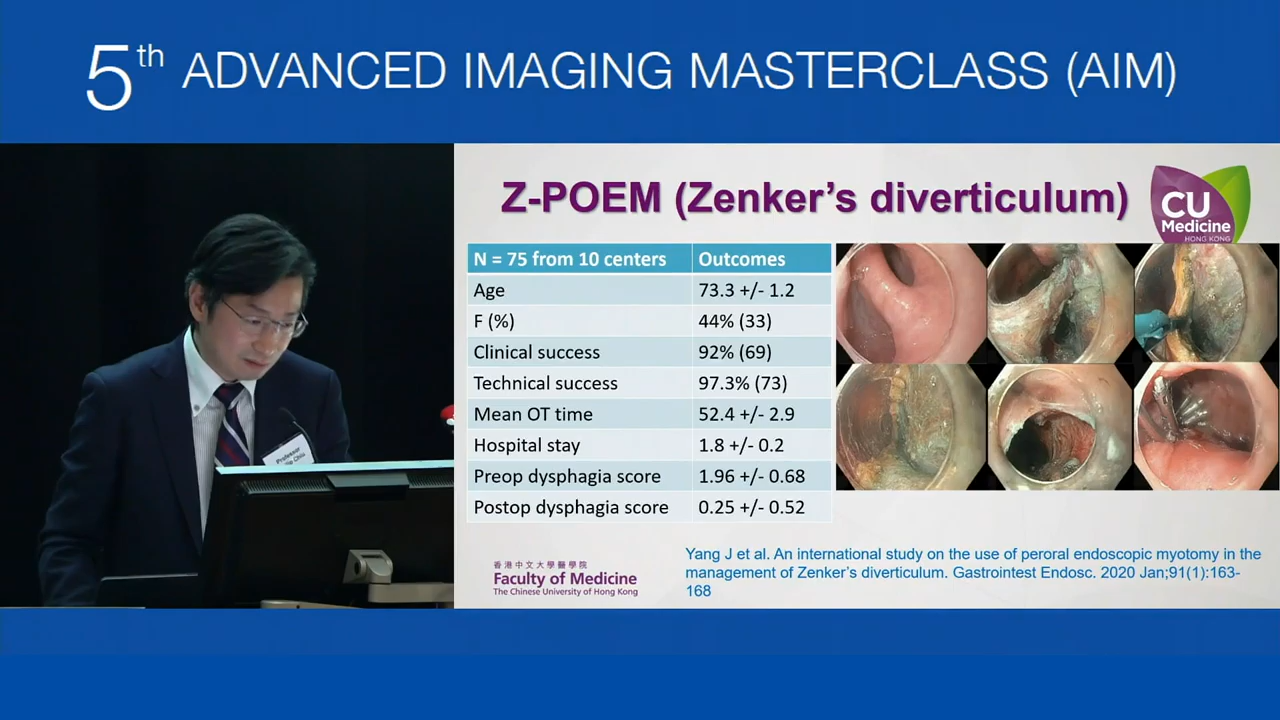 5th ADVANCED IMAGING MASTERCLASS (AIM)
Z-POEM (Zenker's diverticulum)
CU
Medicine
HONG KONG
N = 75 from 10 centers Outcomes
Age 73.3 +/- 1.2
F (%) 44% (33)
Clinical success 92% (69)
Technical success 97.3% (73)
Mean OT time 52.4 +/- 2.9
Hospital stay 1.8 +/- 0.2
Preop dysphagia score 1.96 +/- 0.68
Postop dysphagia score 0.25 +/- 0.52
Professor
Chiu
香港中文大學醫學院
Faculty of Medicine
The Chinese University of Hong Kong
Yang J et al. An international study on the use of peroral endoscopic myotomy in the
management of Zenker's diverticulum. Gastrointest Endosc. 2020 Jan;91(1):163-
168